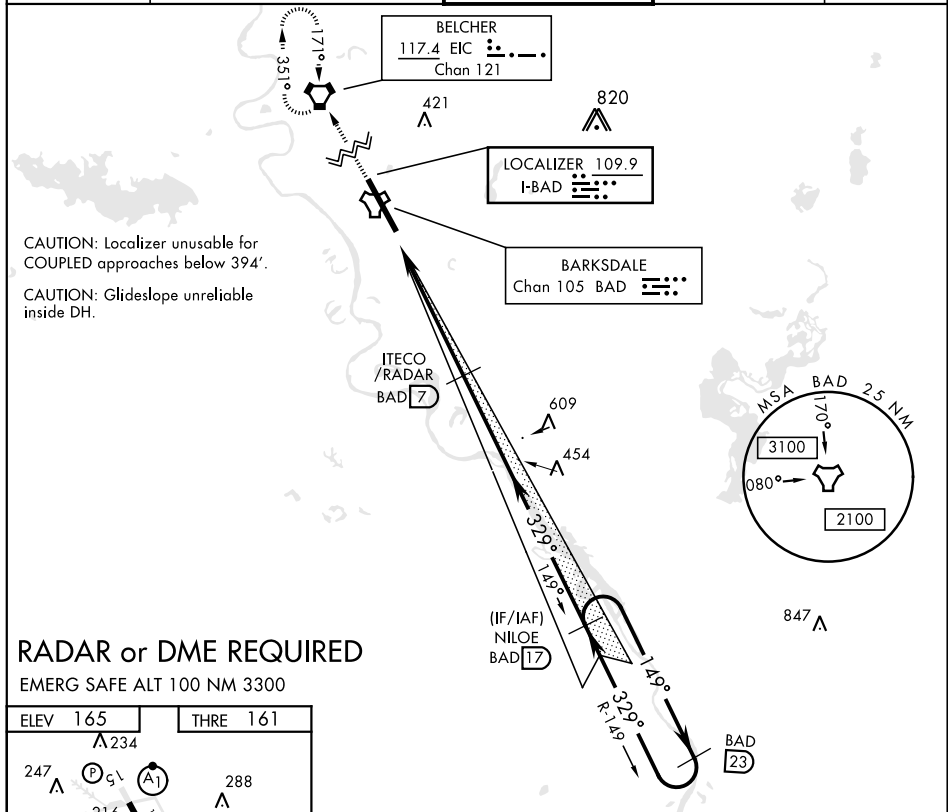 171°
351°
BELCHER
117.4 EIC
Chan 121
421
820
LOCALIZER 109.9
I-BAD
CAUTION: Localizer unusable for
COUPLED approaches below 394'.
CAUTION: Glideslope unreliable
inside DH.
BARKSDALE
Chan 105 BAD
ITECO
/RADAR
BAD 7
609
454
MSA BAD 25 NM
170°
3100
080°
2100
329°
149°
(IF/IAF)
NILOE
BAD 17
847
149°
329°
R-149
BAD
23
RADAR or DME REQUIRED
EMERG SAFE ALT 100 NM 3300
ELEV 165
THRE 161
234
247
P
15
A1
288